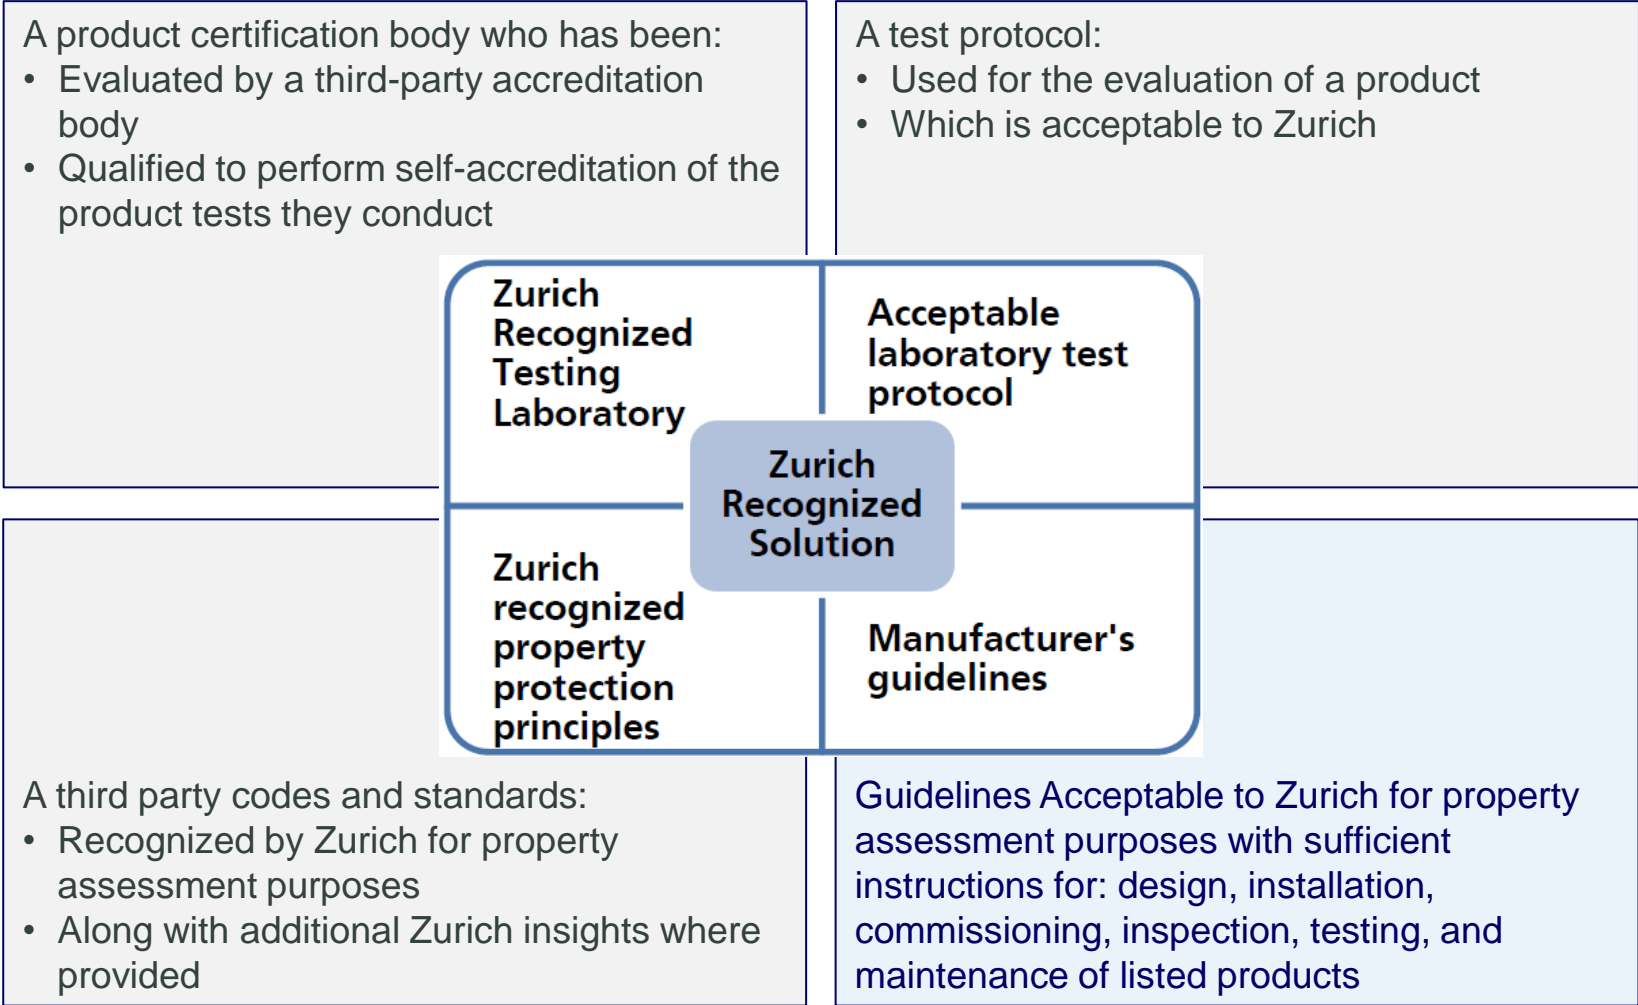 A product certification body who has been:
• Evaluated by a third-party accreditation
body
• Qualified to perform self-accreditation of the
product tests they conduct
A test protocol:
• Used for the evaluation of a product
• Which is acceptable to Zurich
Zurich
Recognized
Testing
Laboratory
Acceptable
laboratory test
protocol
Zurich
Recognized
Solution
Zurich
recognized
property
protection
principles
Manufacturer's
guidelines
A third party codes and standards:
• Recognized by Zurich for property
assessment purposes
• Along with additional Zurich insights where
provided
Guidelines Acceptable to Zurich for property
assessment purposes with sufficient
instructions for: design, installation,
commissioning, inspection, testing, and
maintenance of listed products